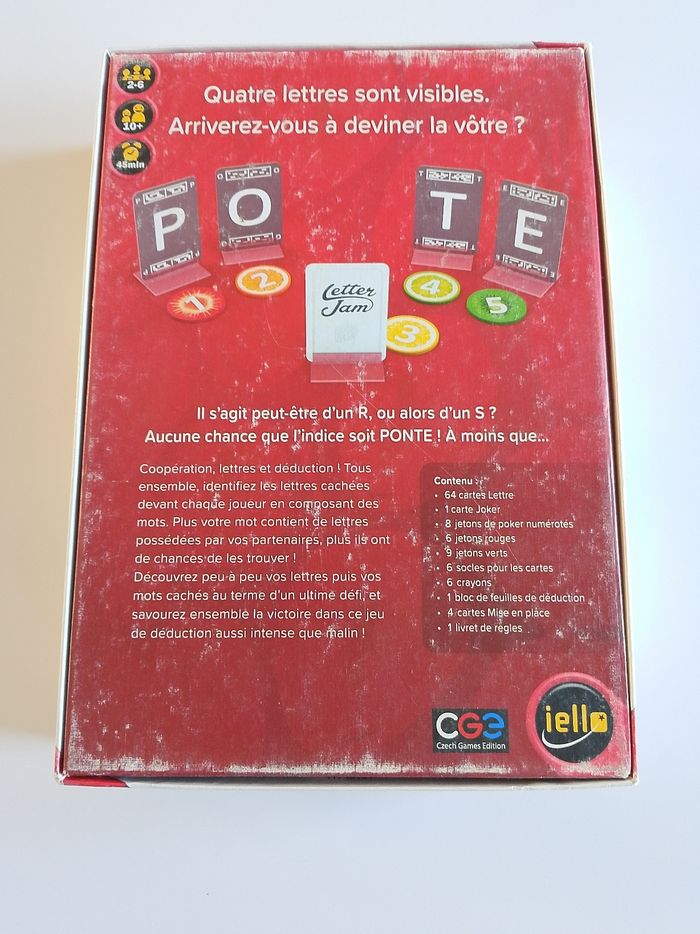 2-6
10+
45min
Quatre lettres sont visibles.
Arriverez-vous à deviner la vôtre ?
P O T E
1 2 3 4 5
Letter
Jam
Il s'agit peut-être d'un R, ou alors d'un S ?
Aucune chance que l'indice soit PONTE ! À moins que...
Coopération, lettres et déduction ! Tous
ensemble, identifiez les lettres cachées
devant chaque joueur en composant des
mots. Plus votre mot contient de lettres
possédées par vos partenaires, plus ils ont
de chances de les trouver !
Découvrez peu à peu vos lettres puis vos
mots cachés au terme d'un ultime défi, et
savourez ensemble la victoire dans ce jeu
de déduction aussi intense que malin !
Contenu :
• 64 cartes Lettre
• 1 carte Joker
• 8 jetons de poker numérotés
• 6 jetons rouges
• 9 jetons verts
• 6 socles pour les cartes
• 6 crayons
• 1 bloc de feuilles de déduction
• 4 cartes Mise en place
• 1 livret de règles
CGE
Czech Games Edition
iello